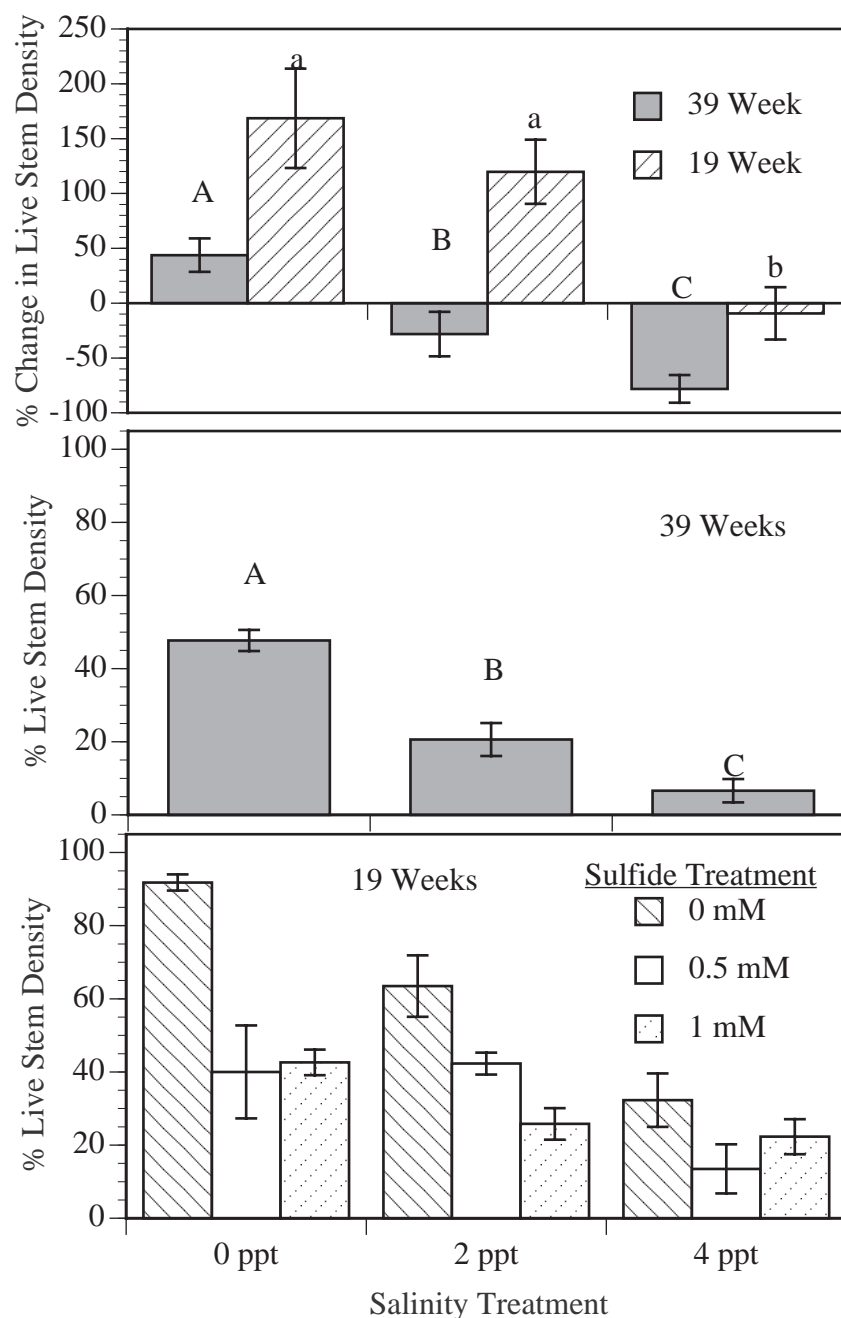 % Change in Live Stem Density
250
200
150
100
50
0
-50
-100
A
a
B
a
C
b
39 Week
19 Week
% Live Stem Density
100
80
60
40
20
0
39 Weeks
A
B
C
% Live Stem Density
100
80
60
40
20
0
19 Weeks
Sulfide Treatment
0 mM
0.5 mM
1 mM
0 ppt
2 ppt
4 ppt
Salinity Treatment